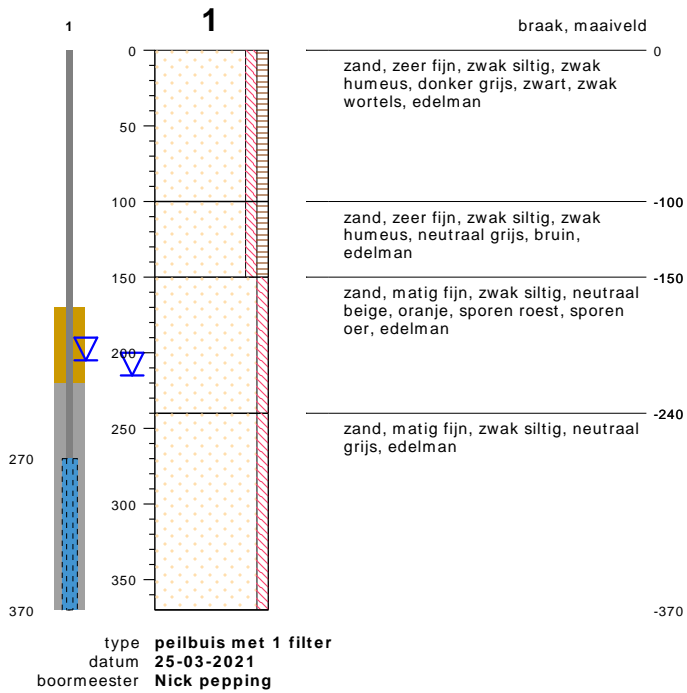 1
1
braak, maaiveld
0
0
zand, zeer fijn, zwak siltig, zwak
humeus, donker grijs, zwart, zwak
wortels, edelman
50
100
-100
zand, zeer fijn, zwak siltig, zwak
humeus, neutraal grijs, bruin,
edelman
150
-150
zand, matig fijn, zwak siltig, neutraal
beige, oranje, sporen roest, sporen
oer, edelman
200
-240
zand, matig fijn, zwak siltig, neutraal
grijs, edelman
250
270
300
350
370
-370
type peilbuis met 1 filter
datum 25-03-2021
boormeester Nick pepping